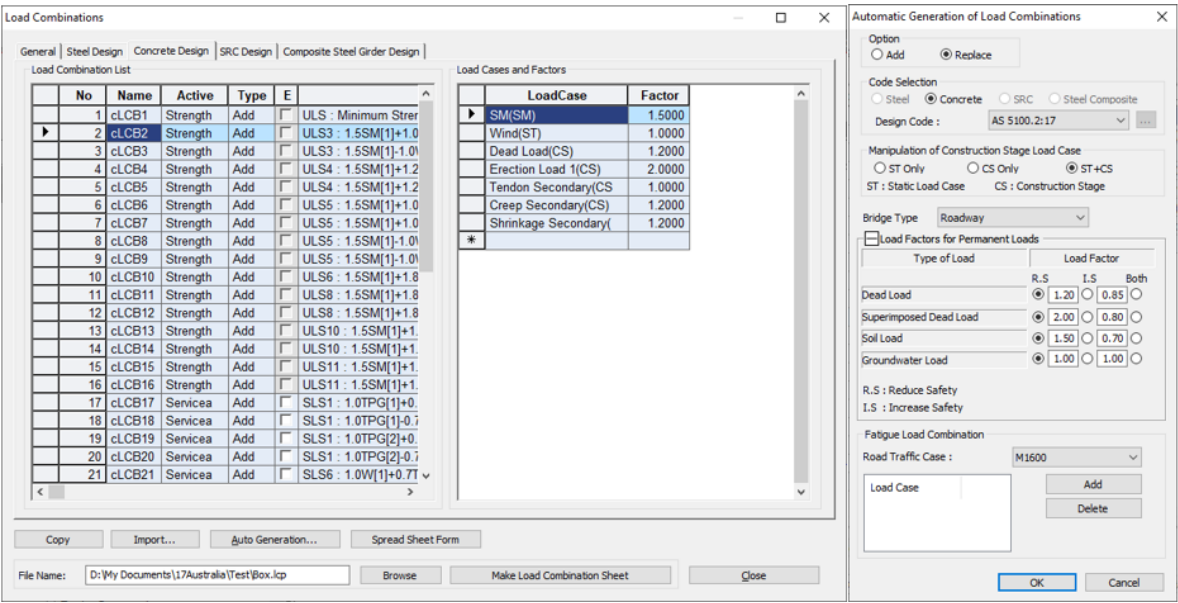 Load Combinations
General Steel Design Concrete Design SRC Design Composite Steel Girder Design
Load Combination List
No Name Active Type E
1 cLCB1 Strength Add ULS : Minimum Strer
2 cLCB2 Strength Add ULS3 : 1.5SM[1]+1.0
3 cLCB3 Strength Add ULS3 : 1.5SM[1]-1.0\
4 cLCB4 Strength Add ULS4 : 1.5SM[1]+1.2
5 cLCB5 Strength Add ULS4 : 1.5SM[1]+1.2
6 cLCB6 Strength Add ULS5 : 1.5SM[1]+1.0
7 cLCB7 Strength Add ULS5 : 1.5SM[1]+1.0
8 cLCB8 Strength Add ULS5 : 1.5SM[1]-1.0\
9 cLCB9 Strength Add ULS5 : 1.5SM[1]-1.0\
10 cLCB10 Strength Add ULS6 : 1.5SM[1]+1.8
11 cLCB11 Strength Add ULS8 : 1.5SM[1]+1.8
12 cLCB12 Strength Add ULS8 : 1.5SM[1]+1.8
13 cLCB13 Strength Add ULS10 : 1.5SM[1]+1.
14 cLCB14 Strength Add ULS10 : 1.5SM[1]+1.
15 cLCB15 Strength Add ULS11 : 1.5SM[1]+1.
16 cLCB16 Strength Add ULS11 : 1.5SM[1]+1.
17 cLCB17 Servicea Add SLS1 : 1.0TPG[1]+0.
18 cLCB18 Servicea Add SLS1 : 1.0TPG[1]-0.7
19 cLCB19 Servicea Add SLS1 : 1.0TPG[2]+0.
20 cLCB20 Servicea Add SLS1 : 1.0TPG[2]-0.7
21 cLCB21 Servicea Add SLS6 : 1.0W[1]+0.7T
Load Cases and Factors
LoadCase Factor
SM(SM) 1.5000
Wind(ST) 1.0000
Dead Load(CS) 1.2000
Erection Load 1(CS) 2.0000
Tendon Secondary(CS 1.0000
Creep Secondary(CS) 1.2000
Shrinkage Secondary( 1.2000
Copy Import... Auto Generation... Spread Sheet Form
File Name: D:\My Documents\17Australia\Test\Box.lcp Browse Make Load Combination Sheet Close
Automatic Generation of Load Combinations
Option
Add Replace
Code Selection
Steel Concrete SRC Steel Composite
Design Code : AS 5100.2:17 ...
Manipulation of Construction Stage Load Case
ST Only CS Only ST+CS
ST : Static Load Case CS : Construction Stage
Bridge Type Roadway
Load Factors for Permanent Loads
Type of Load Load Factor
R.S I.S Both
Dead Load 1.20 0.85
Superimposed Dead Load 2.00 0.80
Soil Load 1.50 0.70
Groundwater Load 1.00 1.00
R.S : Reduce Safety
I.S : Increase Safety
Fatigue Load Combination
Road Traffic Case : M1600
Load Case
Add
Delete
OK Cancel